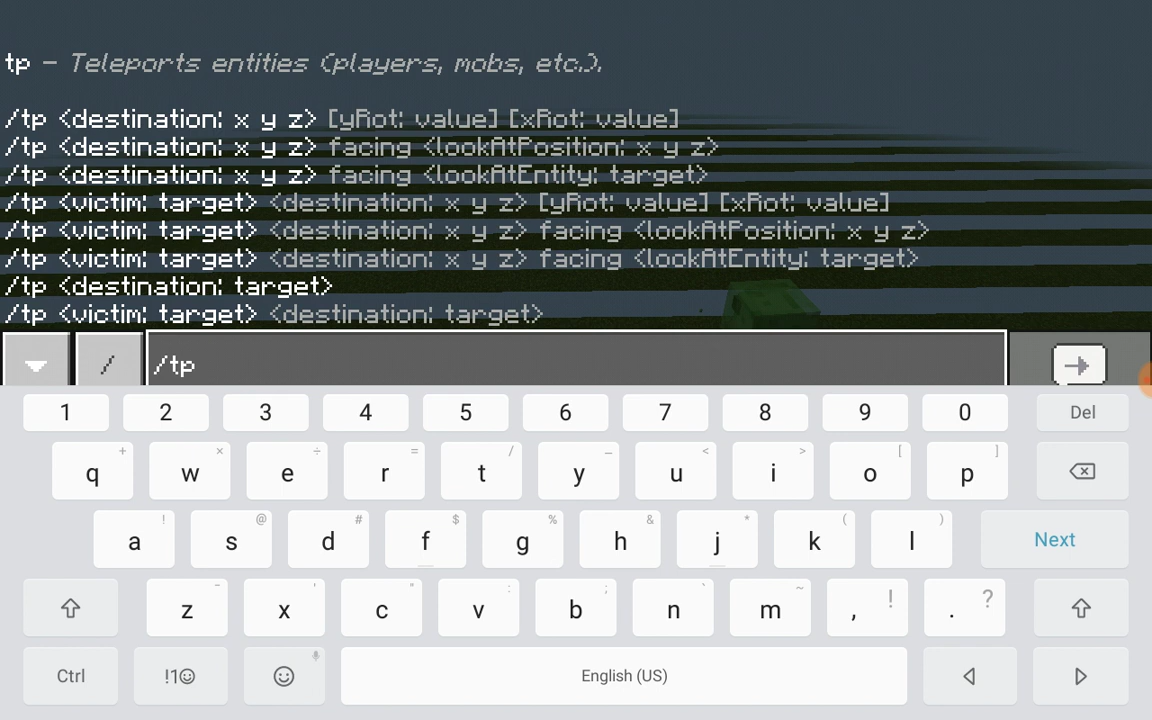 tp – Teleports entities (players, mobs, etc.).
/tp <destination: x y z> [yRot: value] [xRot: value]
/tp <destination: x y z> facing <lookAtPosition: x y z>
/tp <destination: x y z> facing <lookAtEntity: target>
/tp <victim: target> <destination: x y z> [yRot: value] [xRot: value]
/tp <victim: target> <destination: x y z> facing <lookAtPosition: x y z>
/tp <victim: target> <destination: x y z> facing <lookAtEntity: target>
/tp <destination: target>
/tp <victim: target> <destination: target>
/ /tp
1 2 3 4 5 6 7 8 9 0 Del
q + w × e ÷ r = t / y _ u < i > o [ p ]
a ! s @ d # f $ g % h & j * k ( l ) Next
z - x ' c " v : b ; n ` m ~ , ! . ?
Ctrl !1☺ English (US)